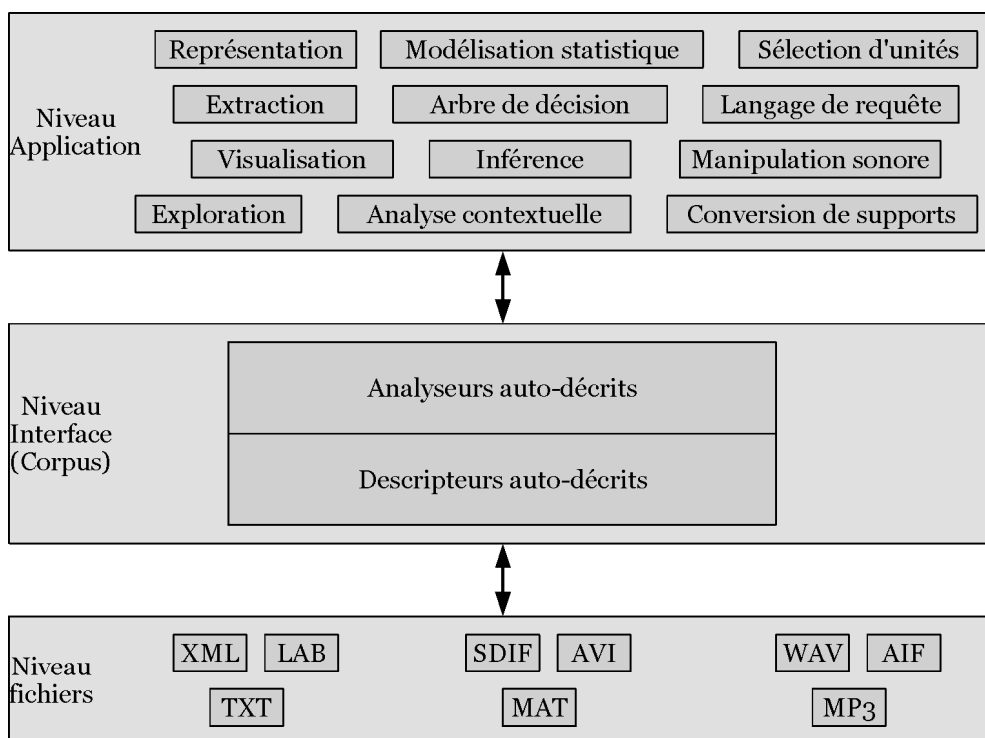 Représentation
Modélisation statistique
Sélection d'unités
Niveau
Application
Extraction
Arbre de décision
Langage de requête
Visualisation
Inférence
Manipulation sonore
Exploration
Analyse contextuelle
Conversion de supports
Niveau
Interface
(Corpus)
Analyseurs auto-décrits
Descripteurs auto-décrits
Niveau
fichiers
XML
LAB
SDIF
AVI
WAV
AIF
TXT
MAT
MP3